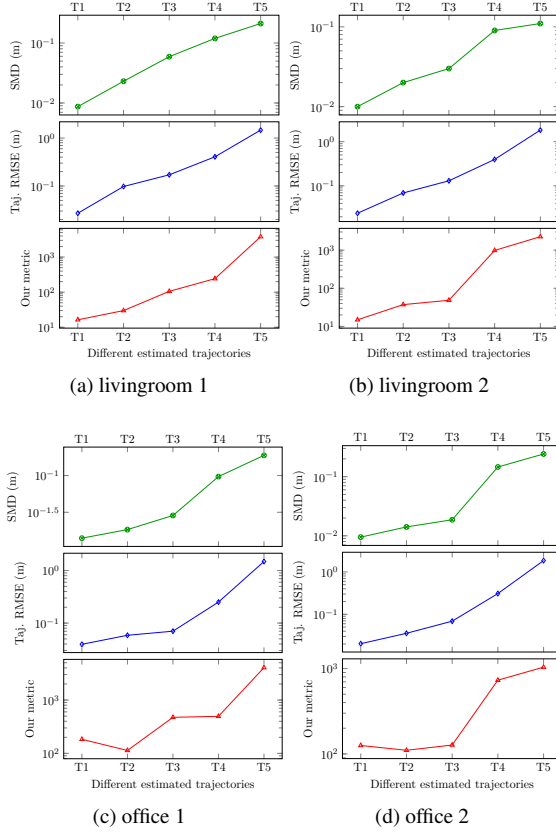 T1 T2 T3 T4 T5
SMD (m)
10^-1
10^-2
Taj. RMSE (m)
10^0
10^-1
Our metric
10^3
10^2
10^1
T1 T2 T3 T4 T5
Different estimated trajectories
(a) livingroom 1
T1 T2 T3 T4 T5
SMD (m)
10^-1
10^-2
Taj. RMSE (m)
10^0
10^-1
Our metric
10^3
10^2
10^1
T1 T2 T3 T4 T5
Different estimated trajectories
(b) livingroom 2
T1 T2 T3 T4 T5
SMD (m)
10^-1
10^-1.5
Taj. RMSE (m)
10^0
10^-1
Our metric
10^3
10^2
T1 T2 T3 T4 T5
Different estimated trajectories
(c) office 1
T1 T2 T3 T4 T5
SMD (m)
10^-1
10^-2
Taj. RMSE (m)
10^0
10^-1
Our metric
10^3
10^2
T1 T2 T3 T4 T5
Different estimated trajectories
(d) office 2